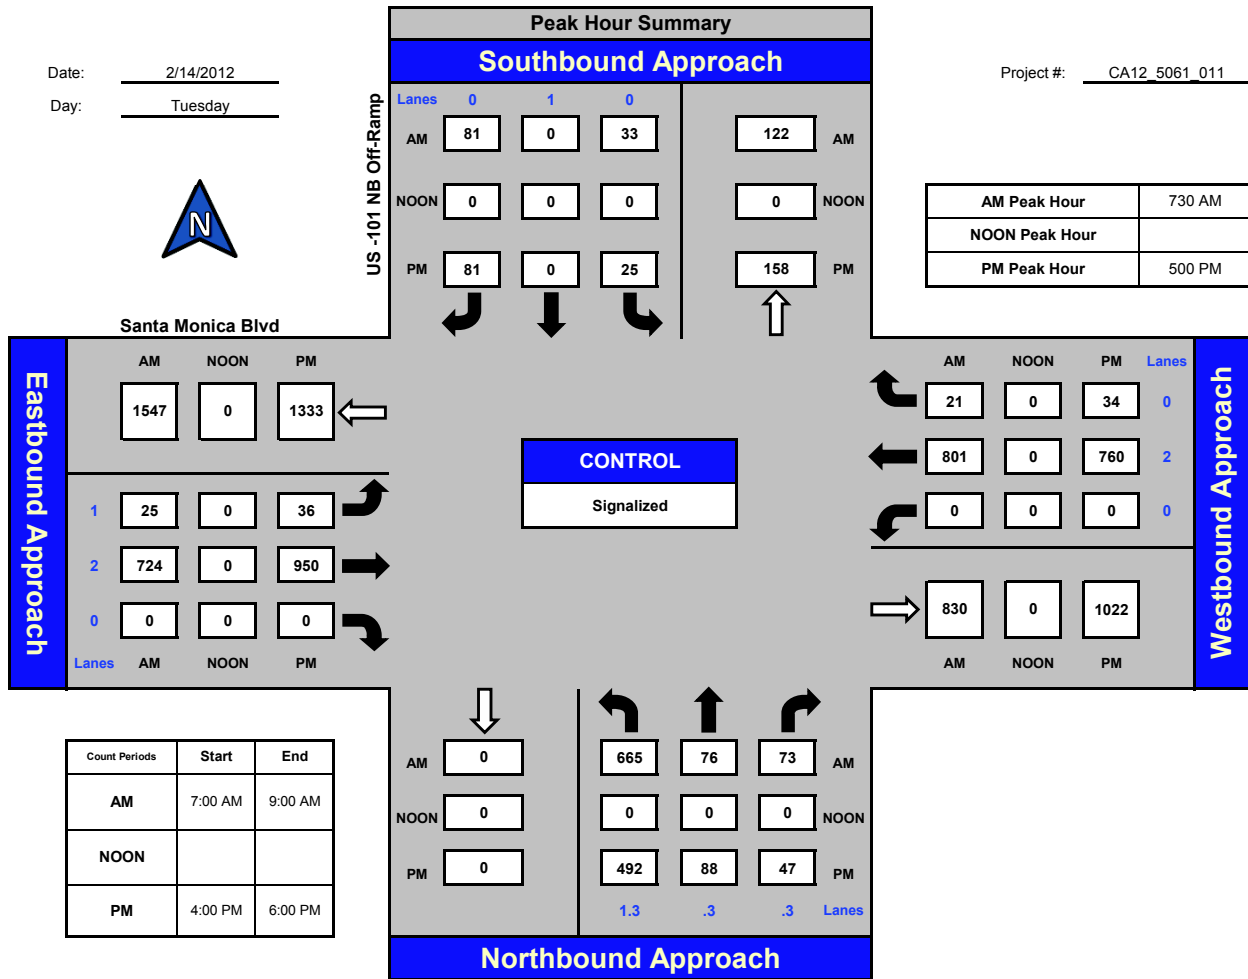 Peak Hour Summary
Southbound Approach
Date: 2/14/2012
Day: Tuesday
Project #: CA12_5061_011
US -101 NB Off-Ramp
Lanes 0 1 0
AM 81 0 33 122 AM
NOON 0 0 0 0 NOON
PM 81 0 25 158 PM
N
AM Peak Hour 730 AM
NOON Peak Hour
PM Peak Hour 500 PM
Santa Monica Blvd
Eastbound Approach
AM NOON PM
1547 0 1333
1 25 0 36
2 724 0 950
0 0 0 0
Lanes AM NOON PM
CONTROL
Signalized
AM NOON PM Lanes
21 0 34 0
801 0 760 2
0 0 0 0
830 0 1022
AM NOON PM
Westbound Approach
Count Periods Start End
AM 7:00 AM 9:00 AM
NOON
PM 4:00 PM 6:00 PM
AM 0 665 76 73 AM
NOON 0 0 0 0 NOON
PM 0 492 88 47 PM
1.3 .3 .3 Lanes
Northbound Approach